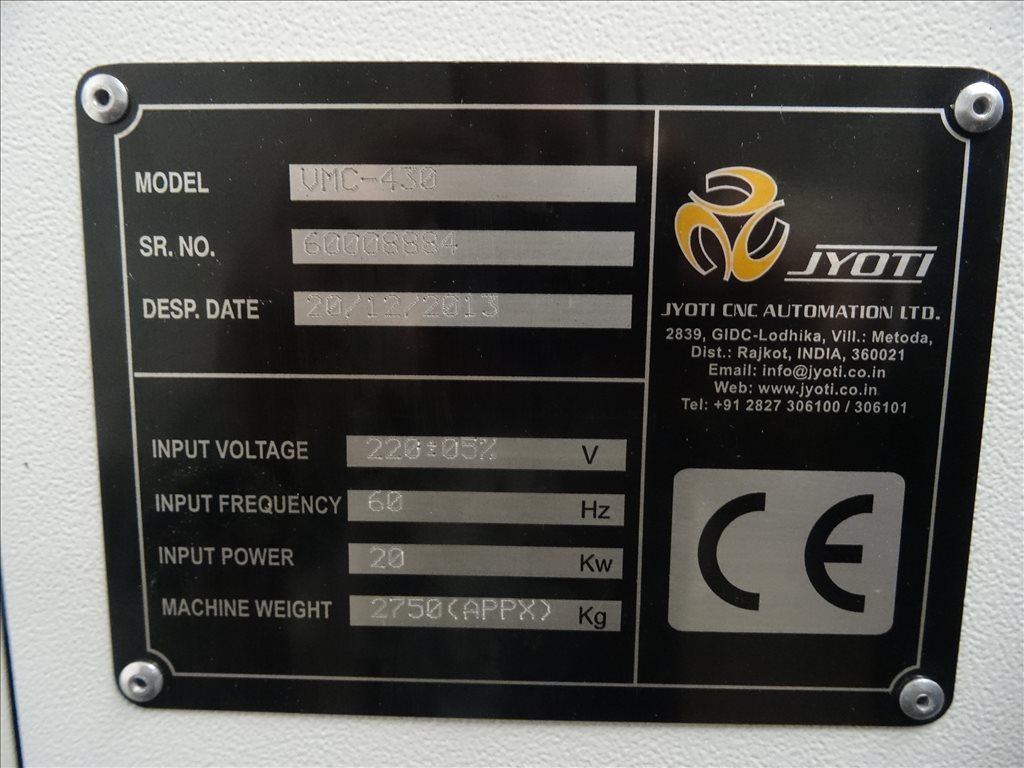 MODEL VMC-430
SR. NO. 60008884
DESP. DATE 20/12/2013
INPUT VOLTAGE 220±05% V
INPUT FREQUENCY 60 Hz
INPUT POWER 20 Kw
MACHINE WEIGHT 2750(APPX) Kg
JYOTI
JYOTI CNC AUTOMATION LTD.
2839, GIDC-Lodhika, Vill.: Metoda,
Dist.: Rajkot, INDIA, 360021
Email: info@jyoti.co.in
Web: www.jyoti.co.in
Tel: +91 2827 306100 / 306101
CE